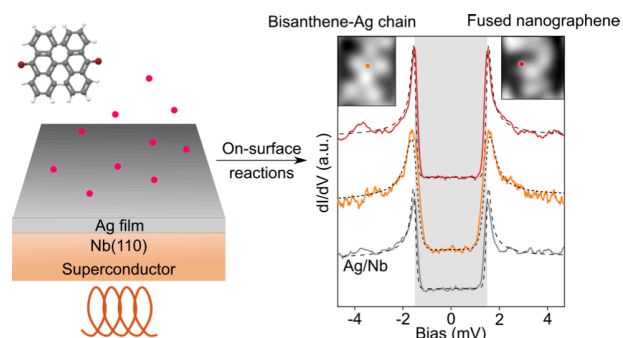 Bisanthene-Ag chain
Fused nanographene
On-surface
reactions
Ag film
Nb(110)
Superconductor
dI/dV (a.u.)
Ag/Nb
-4 -2 0 2 4
Bias (mV)